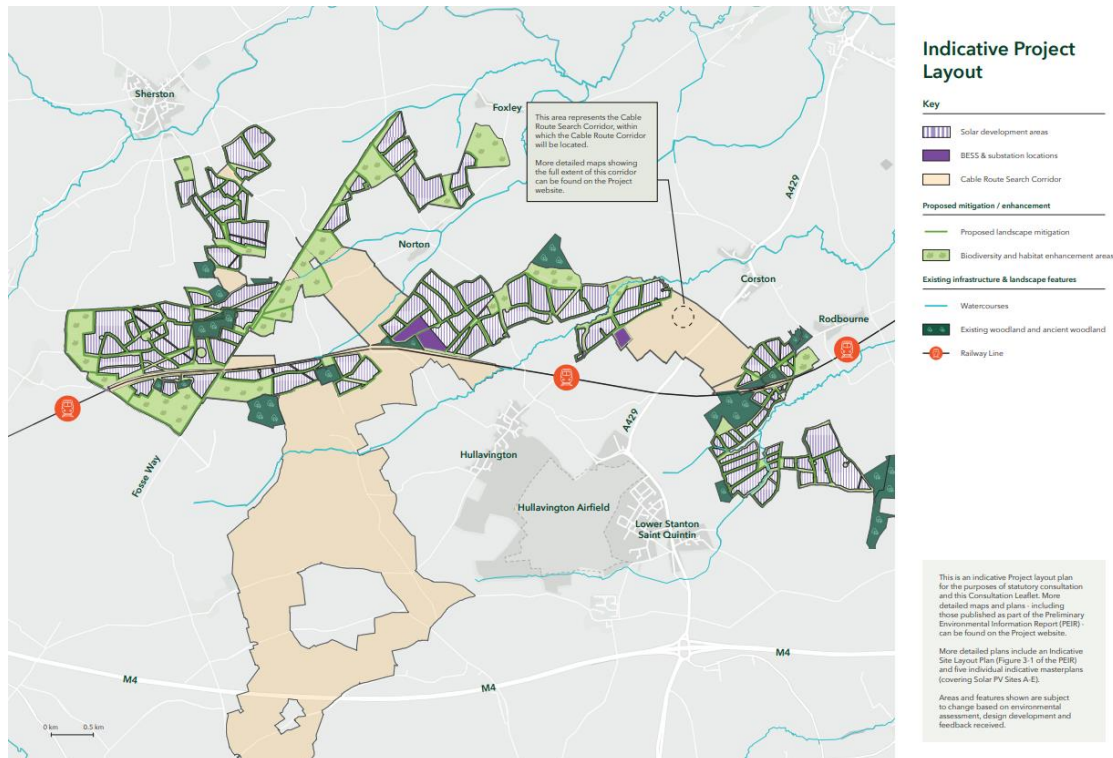 Sherston
Foxley
This area represents the Cable
Route Search Corridor, within
which the Cable Route Corridor
will be located.
More detailed maps showing
the full extent of this corridor
can be found on the Project
website.
A429
Norton
Corston
Rodbourne
Fosse Way
Hullavington
A429
Hullavington Airfield
Lower Stanton
Saint Quintin
M4
M4
M4
0 km 0.5 km
Indicative Project
Layout
Key
Solar development areas
BESS & substation locations
Cable Route Search Corridor
Proposed mitigation / enhancement
Proposed landscape mitigation
Biodiversity and habitat enhancement areas
Existing infrastructure & landscape features
Watercourses
Existing woodland and ancient woodland
Railway Line
This is an indicative Project layout plan
for the purposes of statutory consultation
and this Consultation Leaflet. More
detailed maps and plans - including
those published as part of the Preliminary
Environmental Information Report (PEIR) -
can be found on the Project website.
More detailed plans include an Indicative
Site Layout Plan (Figure 3-1 of the PEIR)
and five individual indicative masterplans
(covering Solar PV Sites A-E).
Areas and features shown are subject
to change based on environmental
assessment, design development and
feedback received.